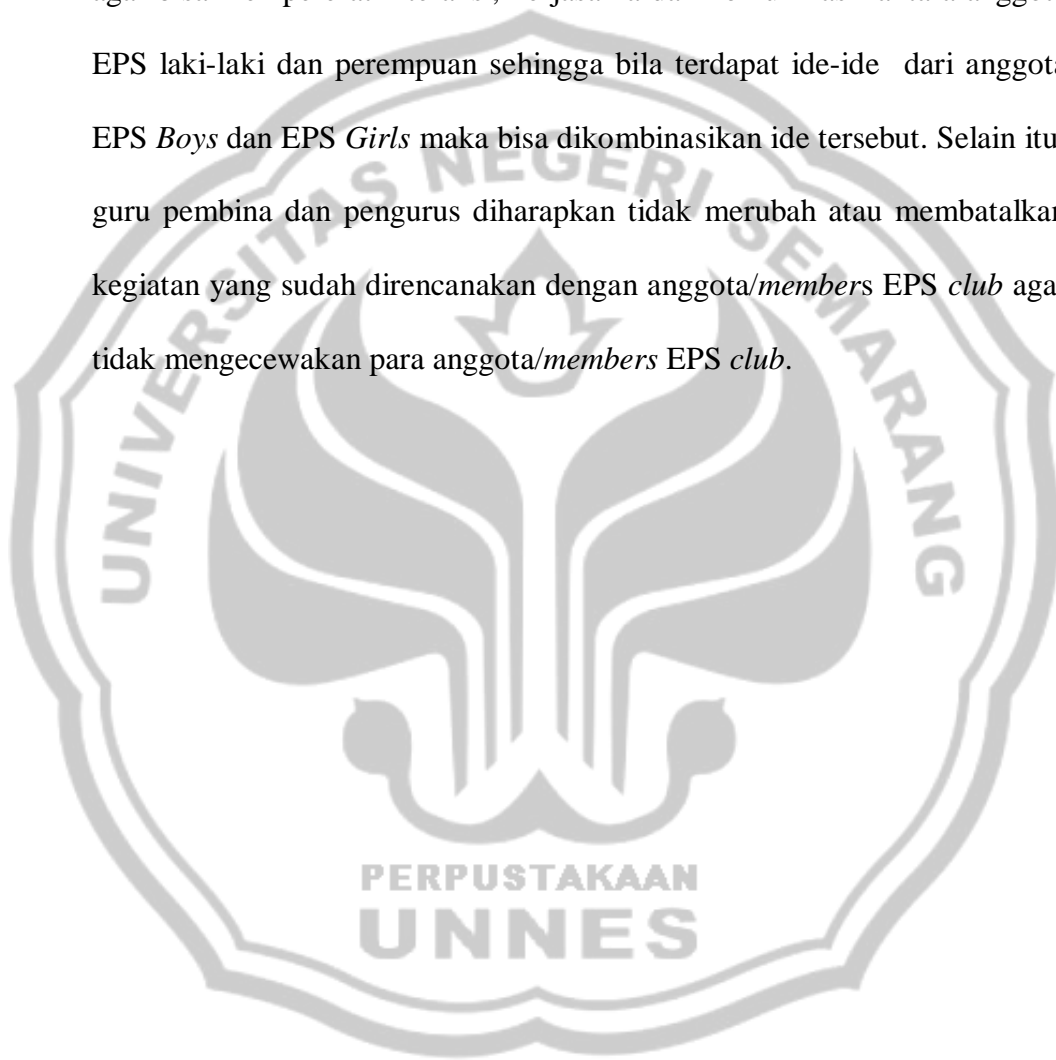 EPS laki-laki dan perempuan sehingga bila terdapat ide-ide dari anggota
EPS Boys dan EPS Girls maka bisa dikombinasikan ide tersebut. Selain itu
guru pembina dan pengurus diharapkan tidak merubah atau membatalkan
kegiatan yang sudah direncanakan dengan anggota/members EPS club aga
tidak mengecewakan para anggota/members EPS club.
UNIVERSITAS NEGERI SEMARANG
PERPUSTAKAAN
UNNES